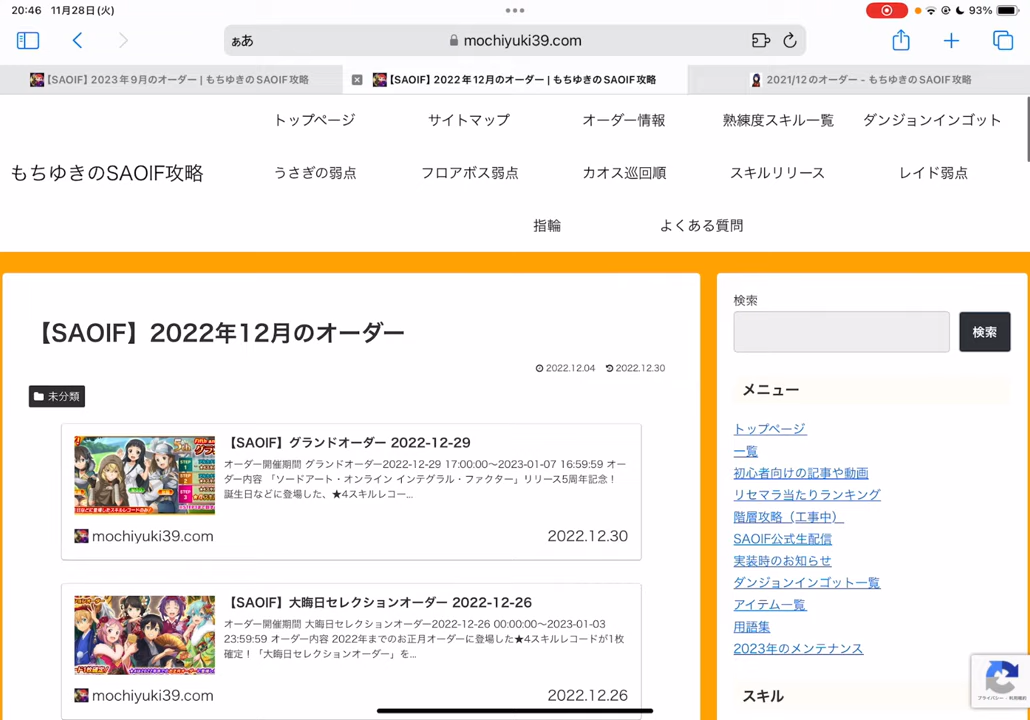 20:46 11月28日(火)
93%
ぁあ
mochiyuki39.com
【SAOIF】2023年9月のオーダー | もちゆきのSAOIF攻略
【SAOIF】2022年12月のオーダー | もちゆきのSAOIF攻略
2021/12のオーダー - もちゆきのSAOIF攻略
もちゆきのSAOIF攻略
トップページ
サイトマップ
オーダー情報
熟練度スキル一覧
ダンジョンインゴット
うさぎの弱点
フロアボス弱点
カオス巡回順
スキルリリース
レイド弱点
指輪
よくある質問
【SAOIF】2022年12月のオーダー
2022.12.04 2022.12.30
未分類
【SAOIF】グランドオーダー 2022-12-29
オーダー開催期間 グランドオーダー2022-12-29 17:00:00〜2023-01-07 16:59:59 オー
ダー内容 「ソードアート・オンライン インテグラル・ファクター」リリース5周年記念！
誕生日などに登場した、★4スキルレコー...
mochiyuki39.com
2022.12.30
【SAOIF】大晦日セレクションオーダー 2022-12-26
オーダー開催期間 大晦日セレクションオーダー2022-12-26 00:00:00〜2023-01-03
23:59:59 オーダー内容 2022年までのお正月オーダーに登場した★4スキルレコードが1枚
確定！「大晦日セレクションオーダー」を...
mochiyuki39.com
2022.12.26
検索
検索
メニュー
トップページ
一覧
初心者向けの記事や動画
リセマラ当たりランキング
階層攻略（工事中）
SAOIF公式生配信
実装時のお知らせ
ダンジョンインゴット一覧
アイテム一覧
用語集
2023年のメンテナンス
スキル
プライバシー - 利用規約